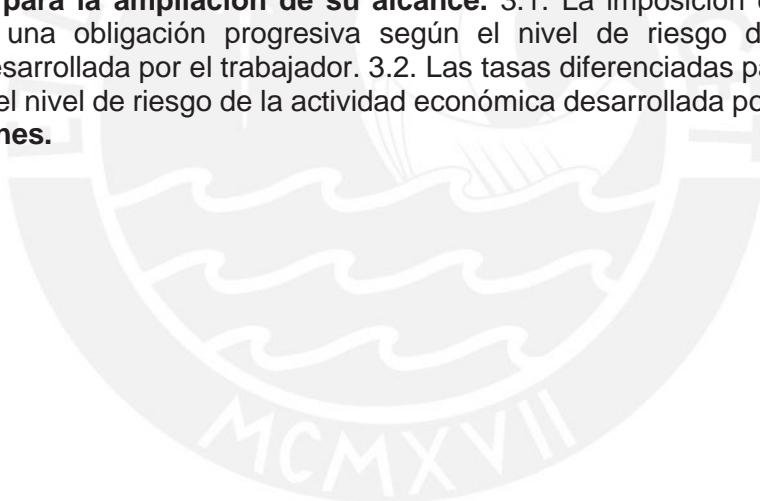 para la ampliación de su alcance. 3.1. La imposición
una obligación progresiva según el nivel de riesgo
desarrollada por el trabajador. 3.2. Las tasas diferenciadas
el nivel de riesgo de la actividad económica desarrollada
nes.
MCMXVII